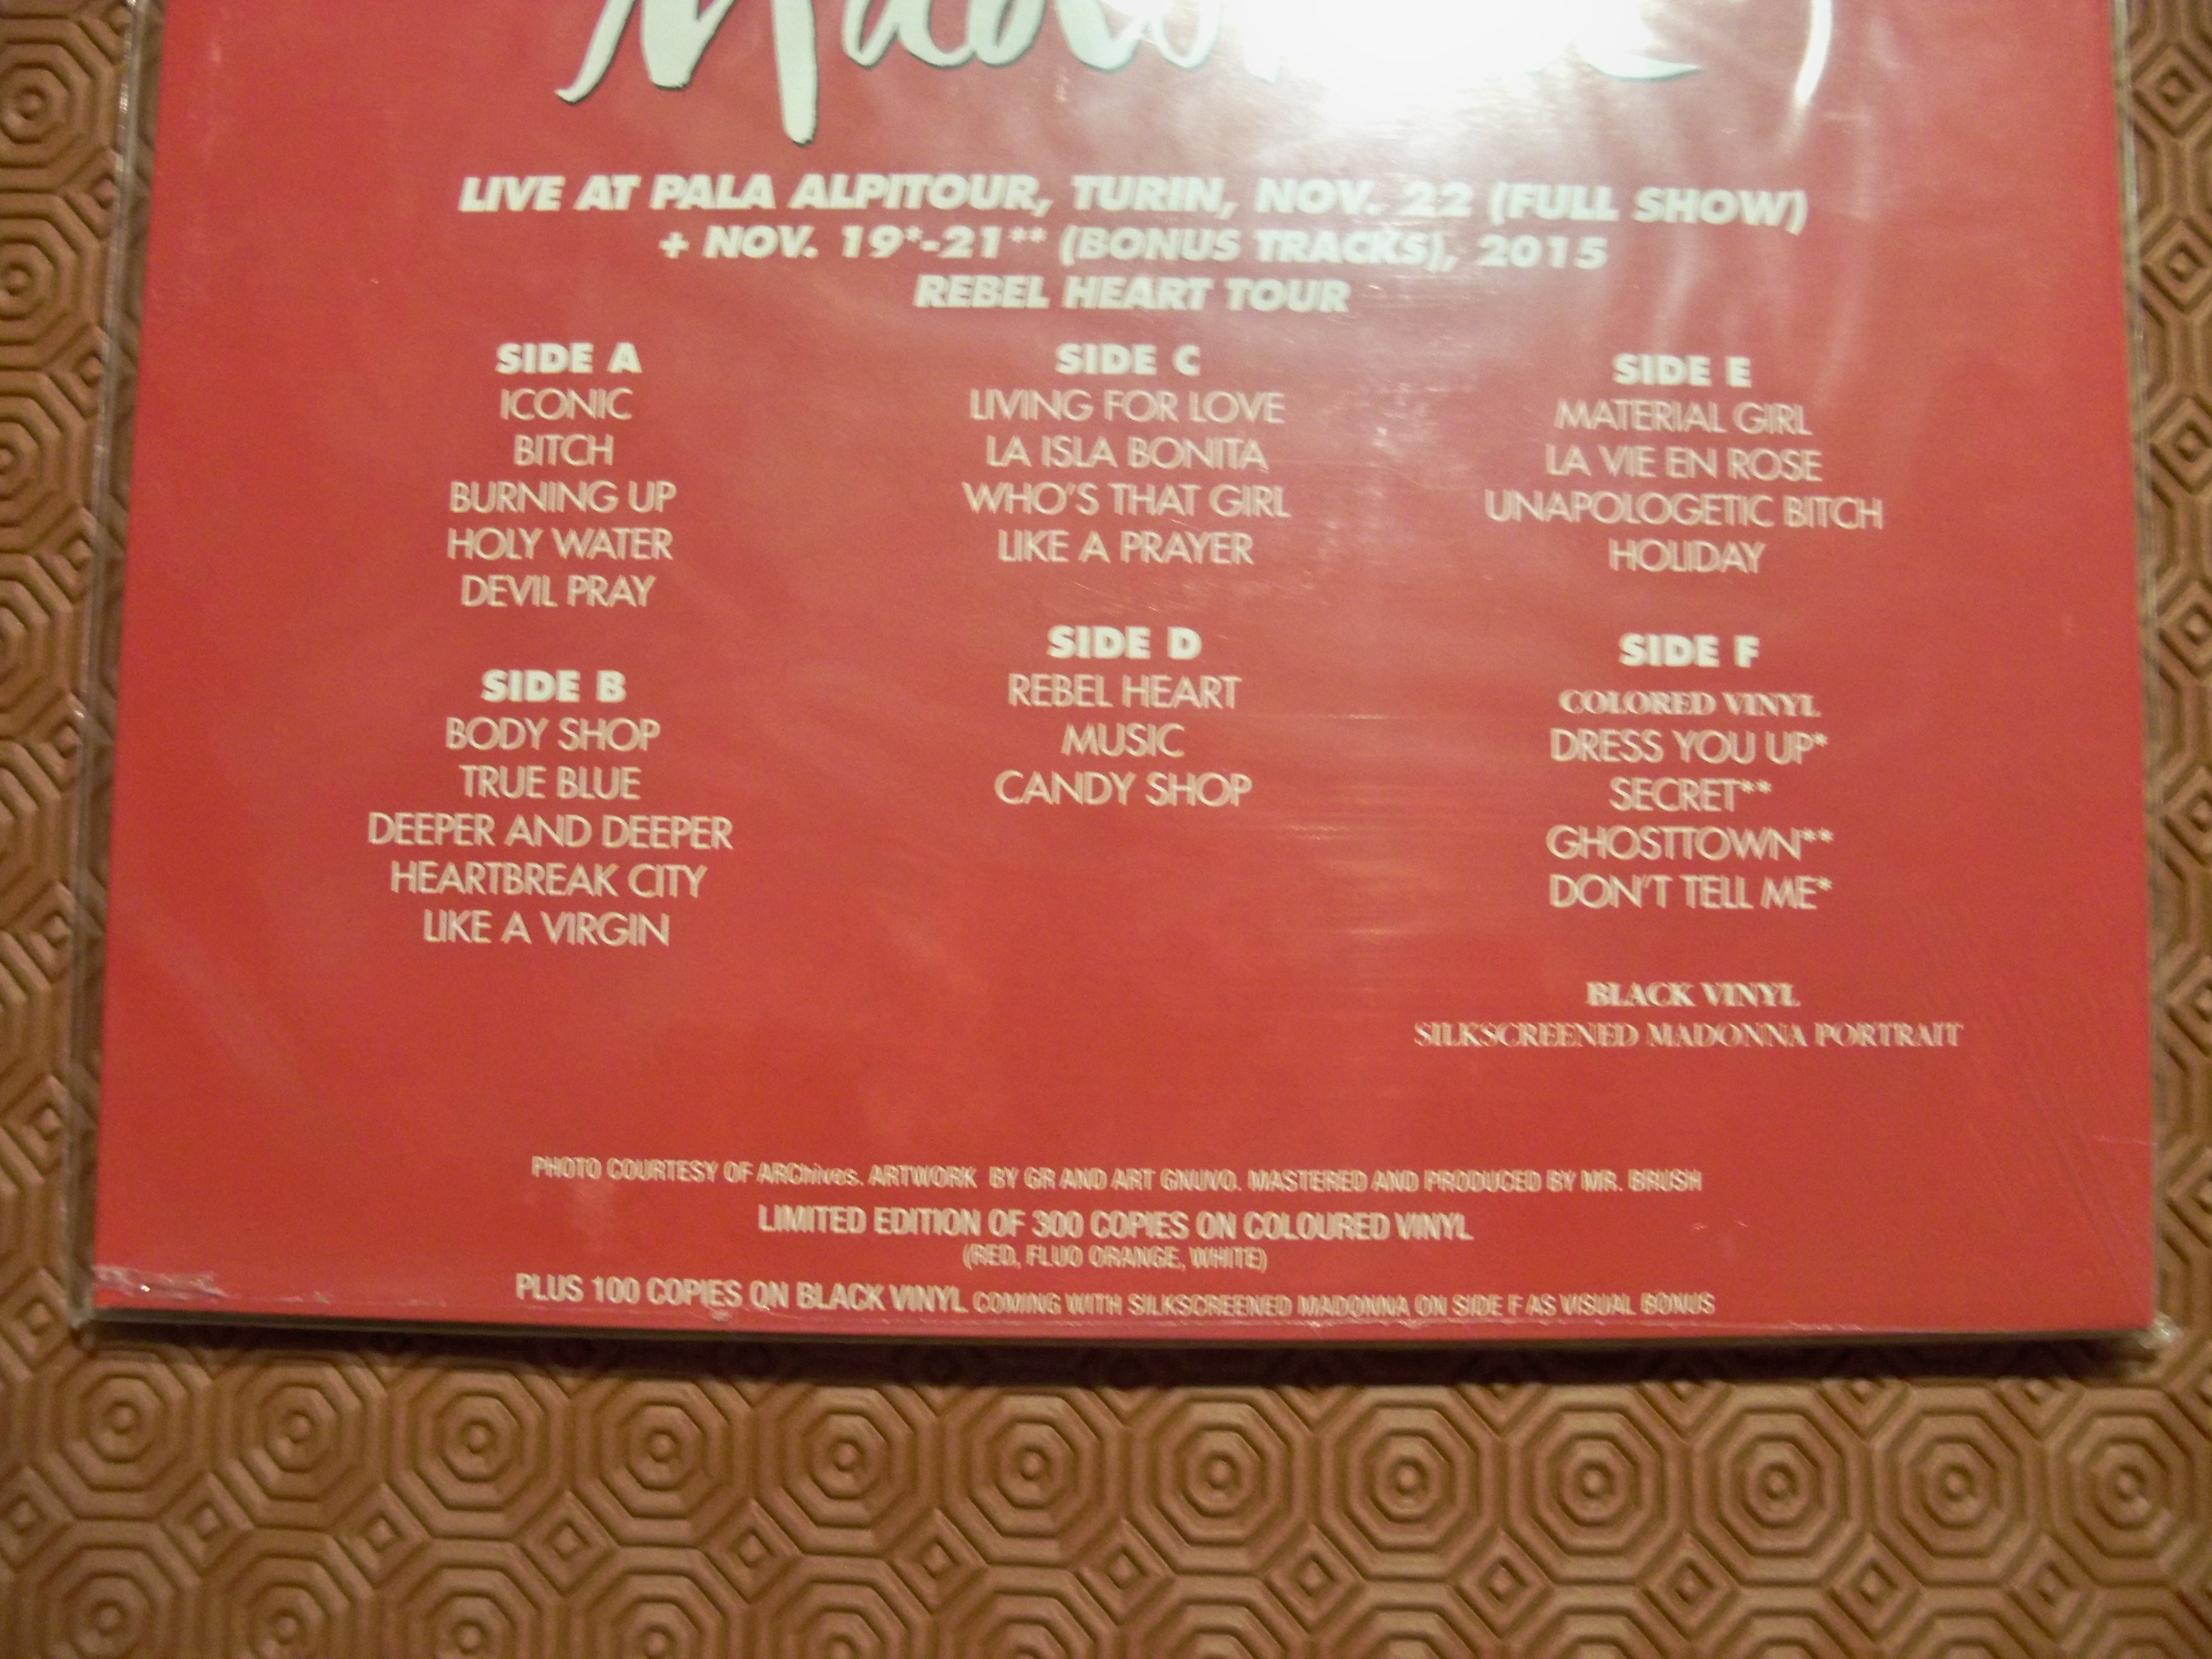 Madonna
LIVE AT PALA ALPITOUR, TURIN, NOV. 22 (FULL SHOW)
+ NOV. 19*-21** (BONUS TRACKS), 2015
REBEL HEART TOUR
SIDE A
ICONIC
BITCH
BURNING UP
HOLY WATER
DEVIL PRAY
SIDE B
BODY SHOP
TRUE BLUE
DEEPER AND DEEPER
HEARTBREAK CITY
LIKE A VIRGIN
SIDE C
LIVING FOR LOVE
LA ISLA BONITA
WHO'S THAT GIRL
LIKE A PRAYER
SIDE D
REBEL HEART
MUSIC
CANDY SHOP
SIDE E
MATERIAL GIRL
LA VIE EN ROSE
UNAPOLOGETIC BITCH
HOLIDAY
SIDE F
COLORED VINYL
DRESS YOU UP*
SECRET**
GHOSTTOWN**
DON'T TELL ME*
BLACK VINYL
SILKSCREENED MADONNA PORTRAIT
PHOTO COURTESY OF ARChives. ARTWORK BY GR AND ART GNUVO. MASTERED AND PRODUCED BY MR. BRUSH
LIMITED EDITION OF 300 COPIES ON COLOURED VINYL
(RED, FLUO ORANGE, WHITE)
PLUS 100 COPIES ON BLACK VINYL COMING WITH SILKSCREENED MADONNA ON SIDE F AS VISUAL BONUS